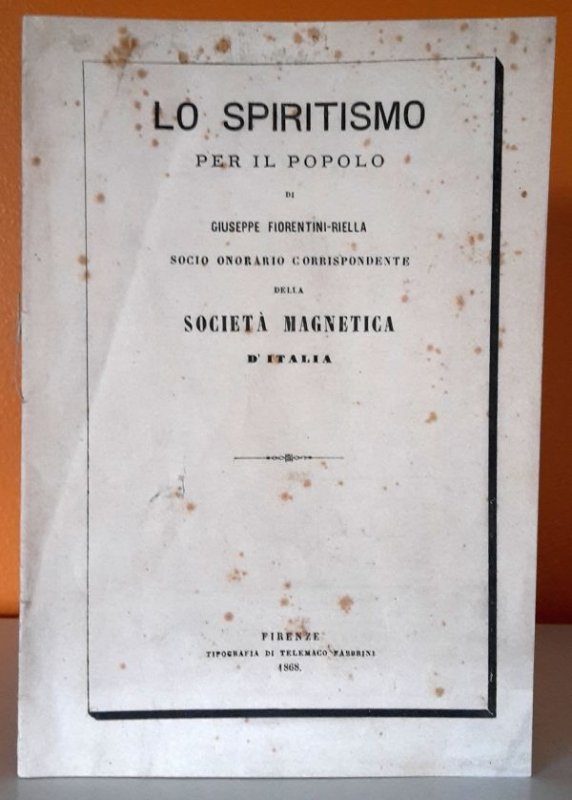 LO SPIRITISMO
PER IL POPOLO
DI
GIUSEPPE FIORENTINI-RIELLA
SOCIO ONORARIO CORRISPONDENTE
DELLA
SOCIETÀ MAGNETICA
D'ITALIA
FIRENZE
TIPOGRAFIA DI TELEMACO FABBRINI
1868.